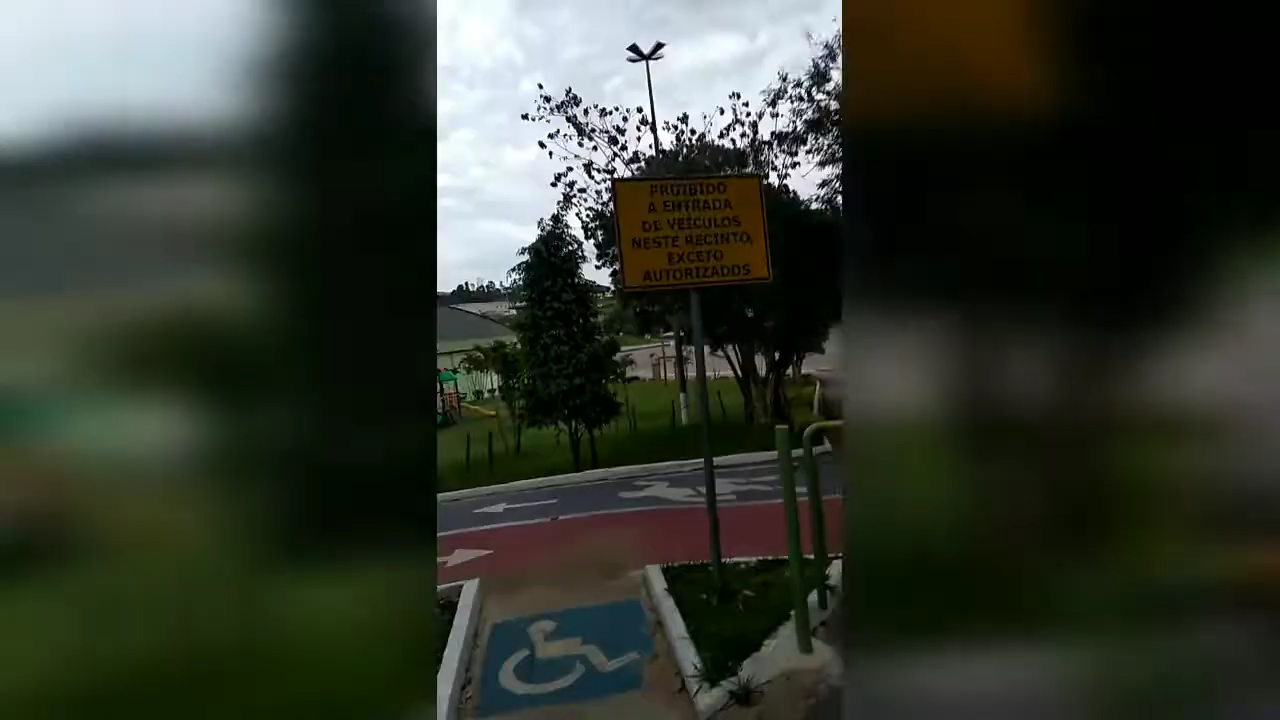 PROIBIDO
A ENTRADA
DE VEÍCULOS
NESTE RECINTO,
EXCETO
AUTORIZADOS